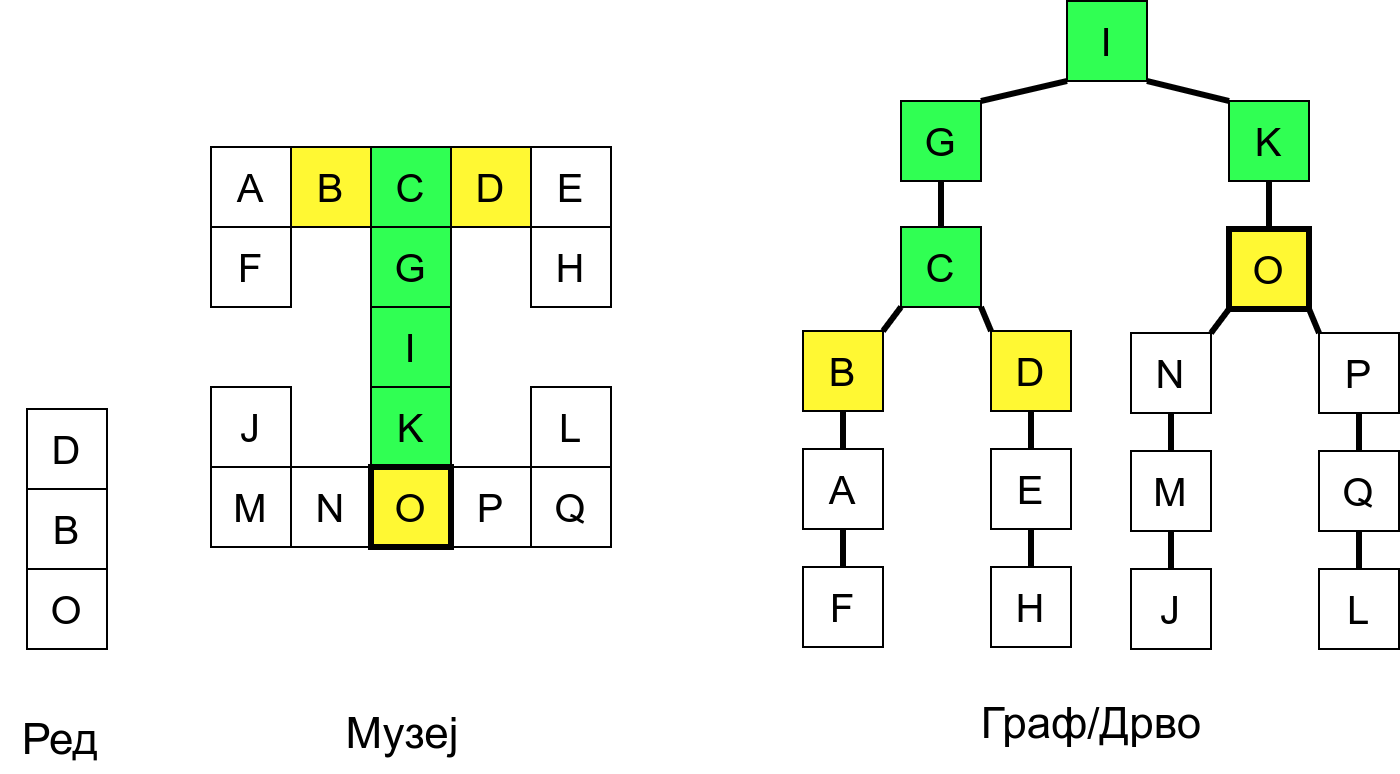 I
G K
A B C D E
F G H
C O
I
B D N P
J K L
D
B
O
M N O P Q
A E M Q
F H J L
Ред
Музеј
Граф/Дрво